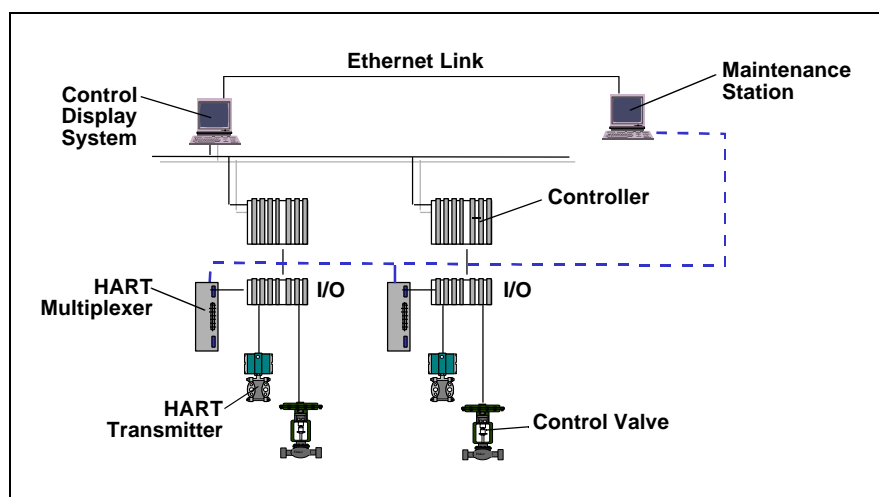 Ethernet Link
Maintenance
Station
Control
Display
System
Controller
HART
Multiplexer
I/O
I/O
HART
Transmitter
Control Valve